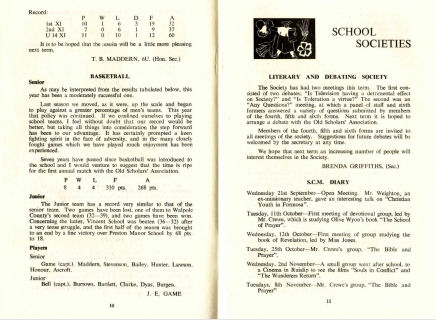 Record:
P W L D F A
1st XI 10 1 6 3 19 32
2nd XI 7 0 6 1 9 37
U 14 XI 11 0 10 1 12 60
It is to be hoped that the results will be a little more pleasing
next term.
T. B. MADDERN, 6U. (Hon. Sec.)
BASKETBALL
Senior
As may be interpreted from the results tabulated below, this
year has been a moderately successful one.
Last season we moved, as it were, up the scale and began
to play against a greater percentage of men's teams. This year
that policy was continued. If we confined ourselves to playing
school teams, I feel without doubt that our record would be
better, but taking all things into consideration the step forward
has been to our advantage. It has certainly prompted a keen
fighting spirit in the face of adversity, and in the many closely
fought games which we have played much enjoyment has been
experienced.
Seven years have passed since basketball was introduced to
the school and I would venture to suggest that the time is ripe
for the first annual match with the Old Scholars' Association.
P W L F A
8 4 4 310 pts. 268 pts.
Junior
The Junior team has a record very similar to that of the
senior team. Two games have been lost, one of them to Walpole
County's second team (32—39), and two games have been won.
Concerning the latter, Vincent School was beaten (36—32) after
a very tense struggle, and the first half of the season was brought
to an end by a fine victory over Preston Manor School by 68 pts.
to 18.
Players
Senior
Game (capt.), Maddern, Stevenson, Bailey, Hunter, Lawson,
Honour, Ascroft.
Junior
Bell (capt.), Burrows, Bartlett, Clarke, Dyas, Burges.
J. E. GAME
10
SCHOOL
SOCIETIES
LITERARY AND DEBATING SOCIETY
The Society has had two meetings this term. The first con-
sisted of two debates: "Is Television having a detrimental effect
on Society?" and "Is Toleration a virtue?" The second was an
"Any Questions?" meeting, at which a panel of staff and sixth
formers answered a variety of questions submitted by members
of the fourth, fifth and sixth forms. Next term it is hoped to
arrange a debate with the Old Scholars' Association.
Members of the fourth, fifth and sixth forms are invited to
all meetings of the society. Suggestions for future debates will be
welcomed by the secretary at any time.
We hope that next term an increasing number of people will
interest themselves in the Society.
BRENDA GRIFFITHS, (Sec.)
S.C.M. DIARY
Wednesday 21st September—Open Meeting. Mr. Weighton, an
ex-missionary teacher, gave an interesting talk on "Christian
Youth in Formosa".
Tuesday, 11th October—First meeting of devotional group, led by
Mr. Crowe, which is studying Olive Wyon's book "The School
of Prayer".
Wednesday, 12th October—First meeting of group studying the
book of Revelation, led by Miss Jones.
Tuesday, 25th October—Mr. Crowe's group. "The Bible and
Prayer".
Wednesday, 2nd November—A small group went after school, to
a Cinema in Ruislip to see the films "Souls in Conflict" and
"The Wanderers Return".
Tuesday, 8th November—Mr. Crowe's group. "The Bible and
Prayer"
11